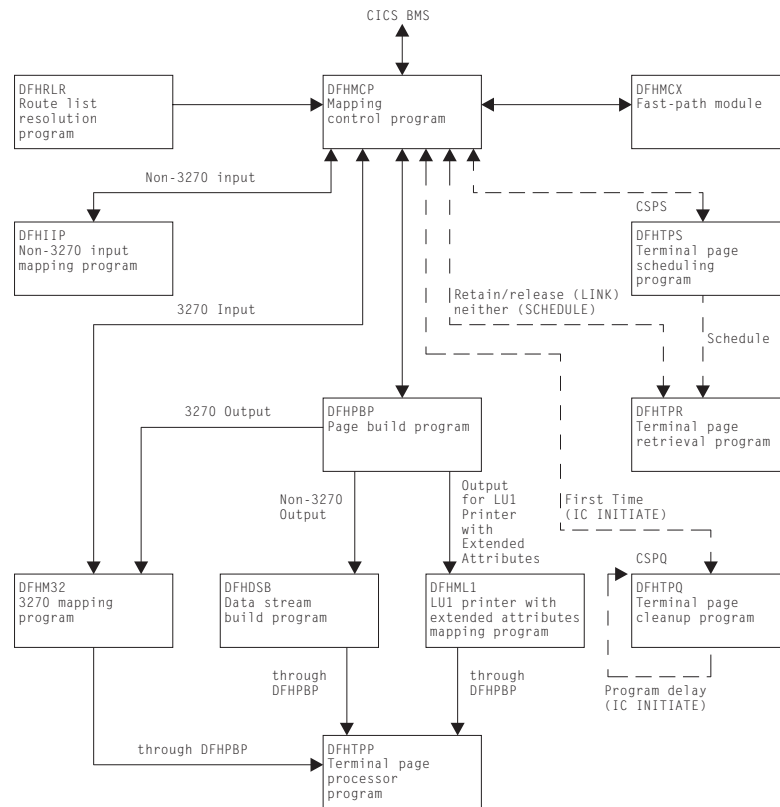 CICS BMS
DFHRLR
Route list
resolution
program
DFHMCP
Mapping
control program
DFHMCX
Fast-path module
Non-3270 input
CSPS
DFHIIP
Non-3270 input
mapping program
DFHTPS
Terminal page
scheduling
program
3270 Input
Retain/release (LINK)
neither (SCHEDULE)
Schedule
3270 Output
DFHPBP
Page build program
DFHTPR
Terminal page
retrieval program
Non-3270
Output
Output
for LU1
Printer
with
Extended
Attributes
First Time
(IC INITIATE)
CSPQ
DFHM32
3270 mapping
program
DFHDSB
Data stream
build program
DFHML1
LU1 printer with
extended attributes
mapping program
DFHTPQ
Terminal page
cleanup program
through
DFHPBP
through
DFHPBP
Program delay
(IC INITIATE)
through DFHPBP
DFHTPP
Terminal page
processor
program